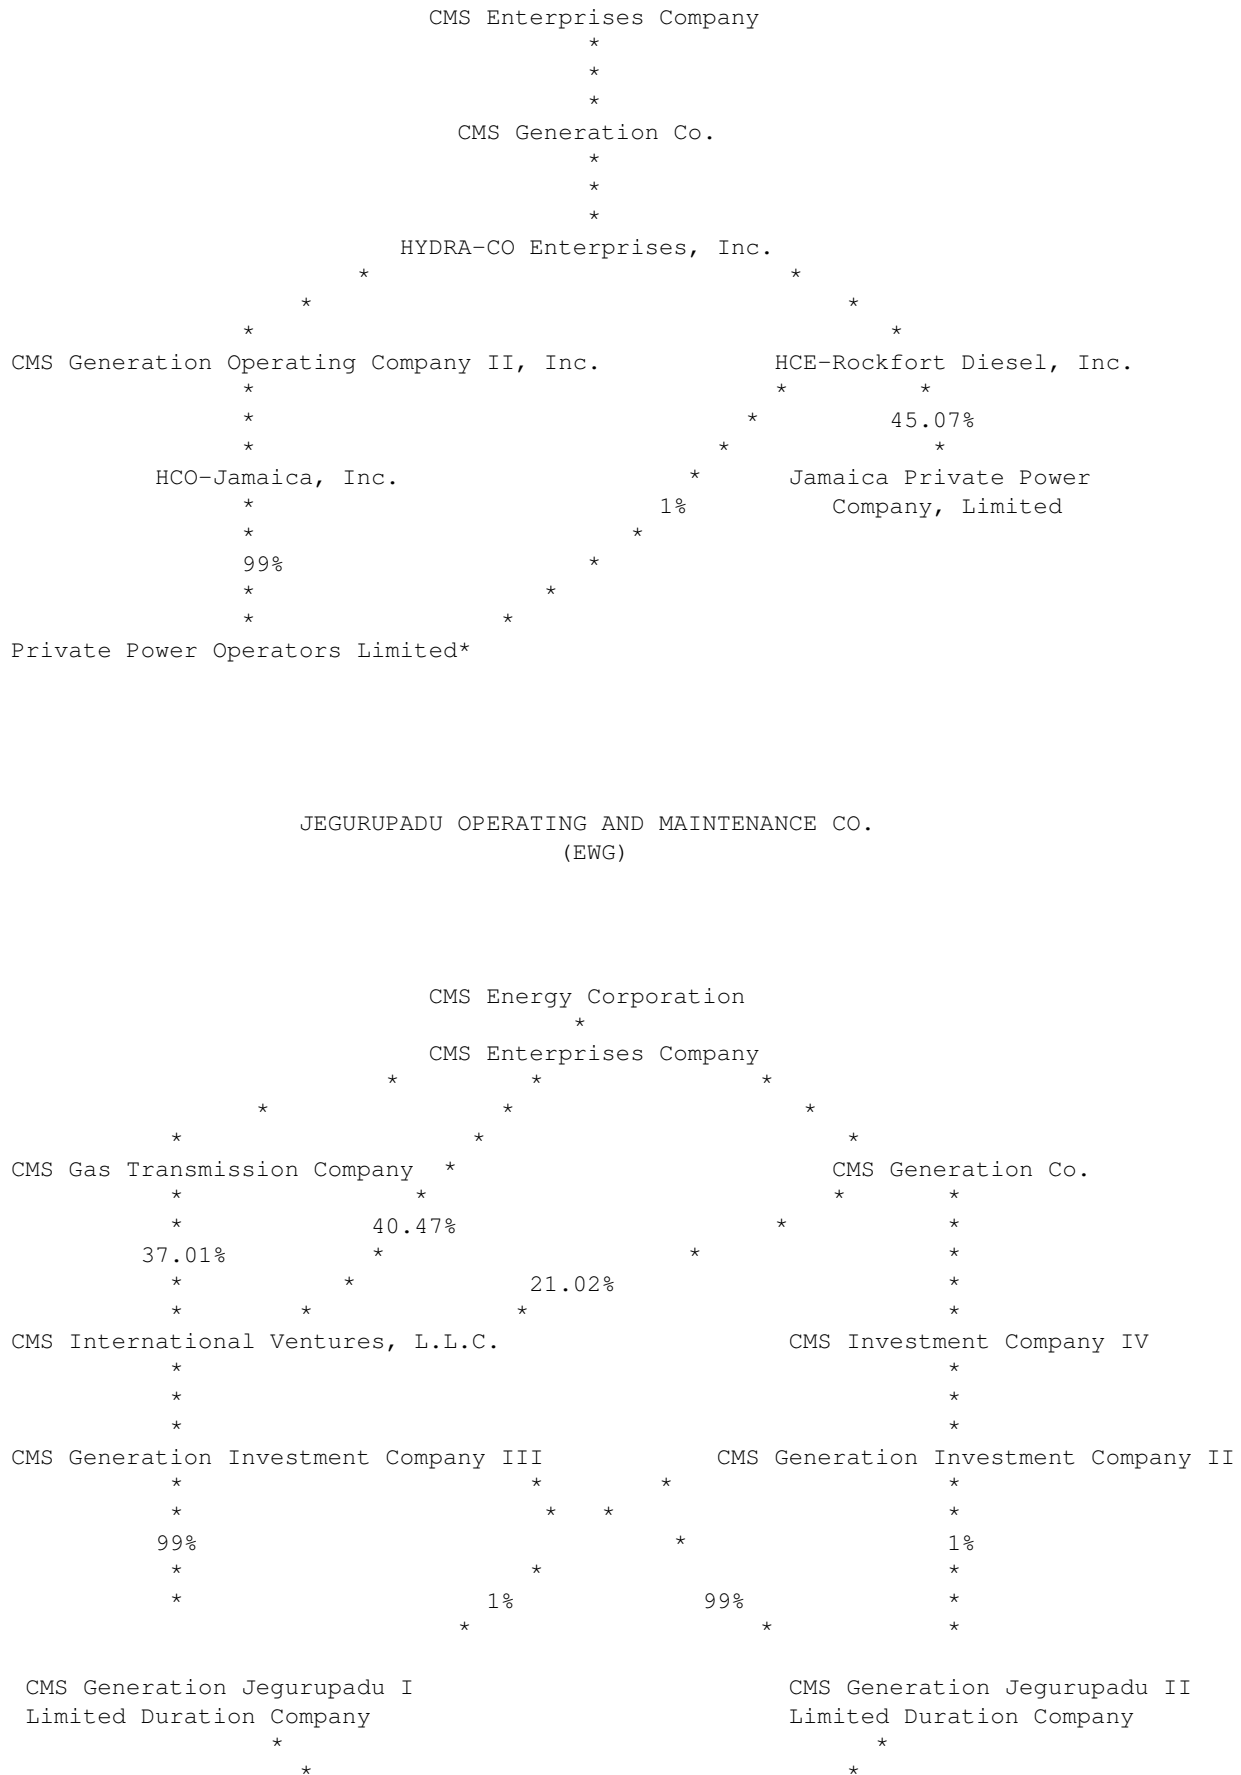 CMS Enterprises Company
*
*
*
CMS Generation Co.
*
*
*
HYDRA-CO Enterprises, Inc.
* *
* *
* *
CMS Generation Operating Company II, Inc. HCE-Rockfort Diesel, Inc.
* * *
* * 45.07%
* * *
HCO-Jamaica, Inc. * Jamaica Private Power
* 1% Company, Limited
* *
99% *
* *
* *
Private Power Operators Limited*
JEGURUPADU OPERATING AND MAINTENANCE CO.
(EWG)
CMS Energy Corporation
*
CMS Enterprises Company
* * *
* * *
* * *
CMS Gas Transmission Company * CMS Generation Co.
* * * *
* 40.47% * *
37.01% * * *
* * 21.02% *
* * * *
CMS International Ventures, L.L.C. CMS Investment Company IV
* *
* *
* *
CMS Generation Investment Company III CMS Generation Investment Company II
* * * *
* * * *
99% * 1%
* * *
* 1% 99% *
* * *
CMS Generation Jegurupadu I CMS Generation Jegurupadu II
Limited Duration Company Limited Duration Company
* *
* *